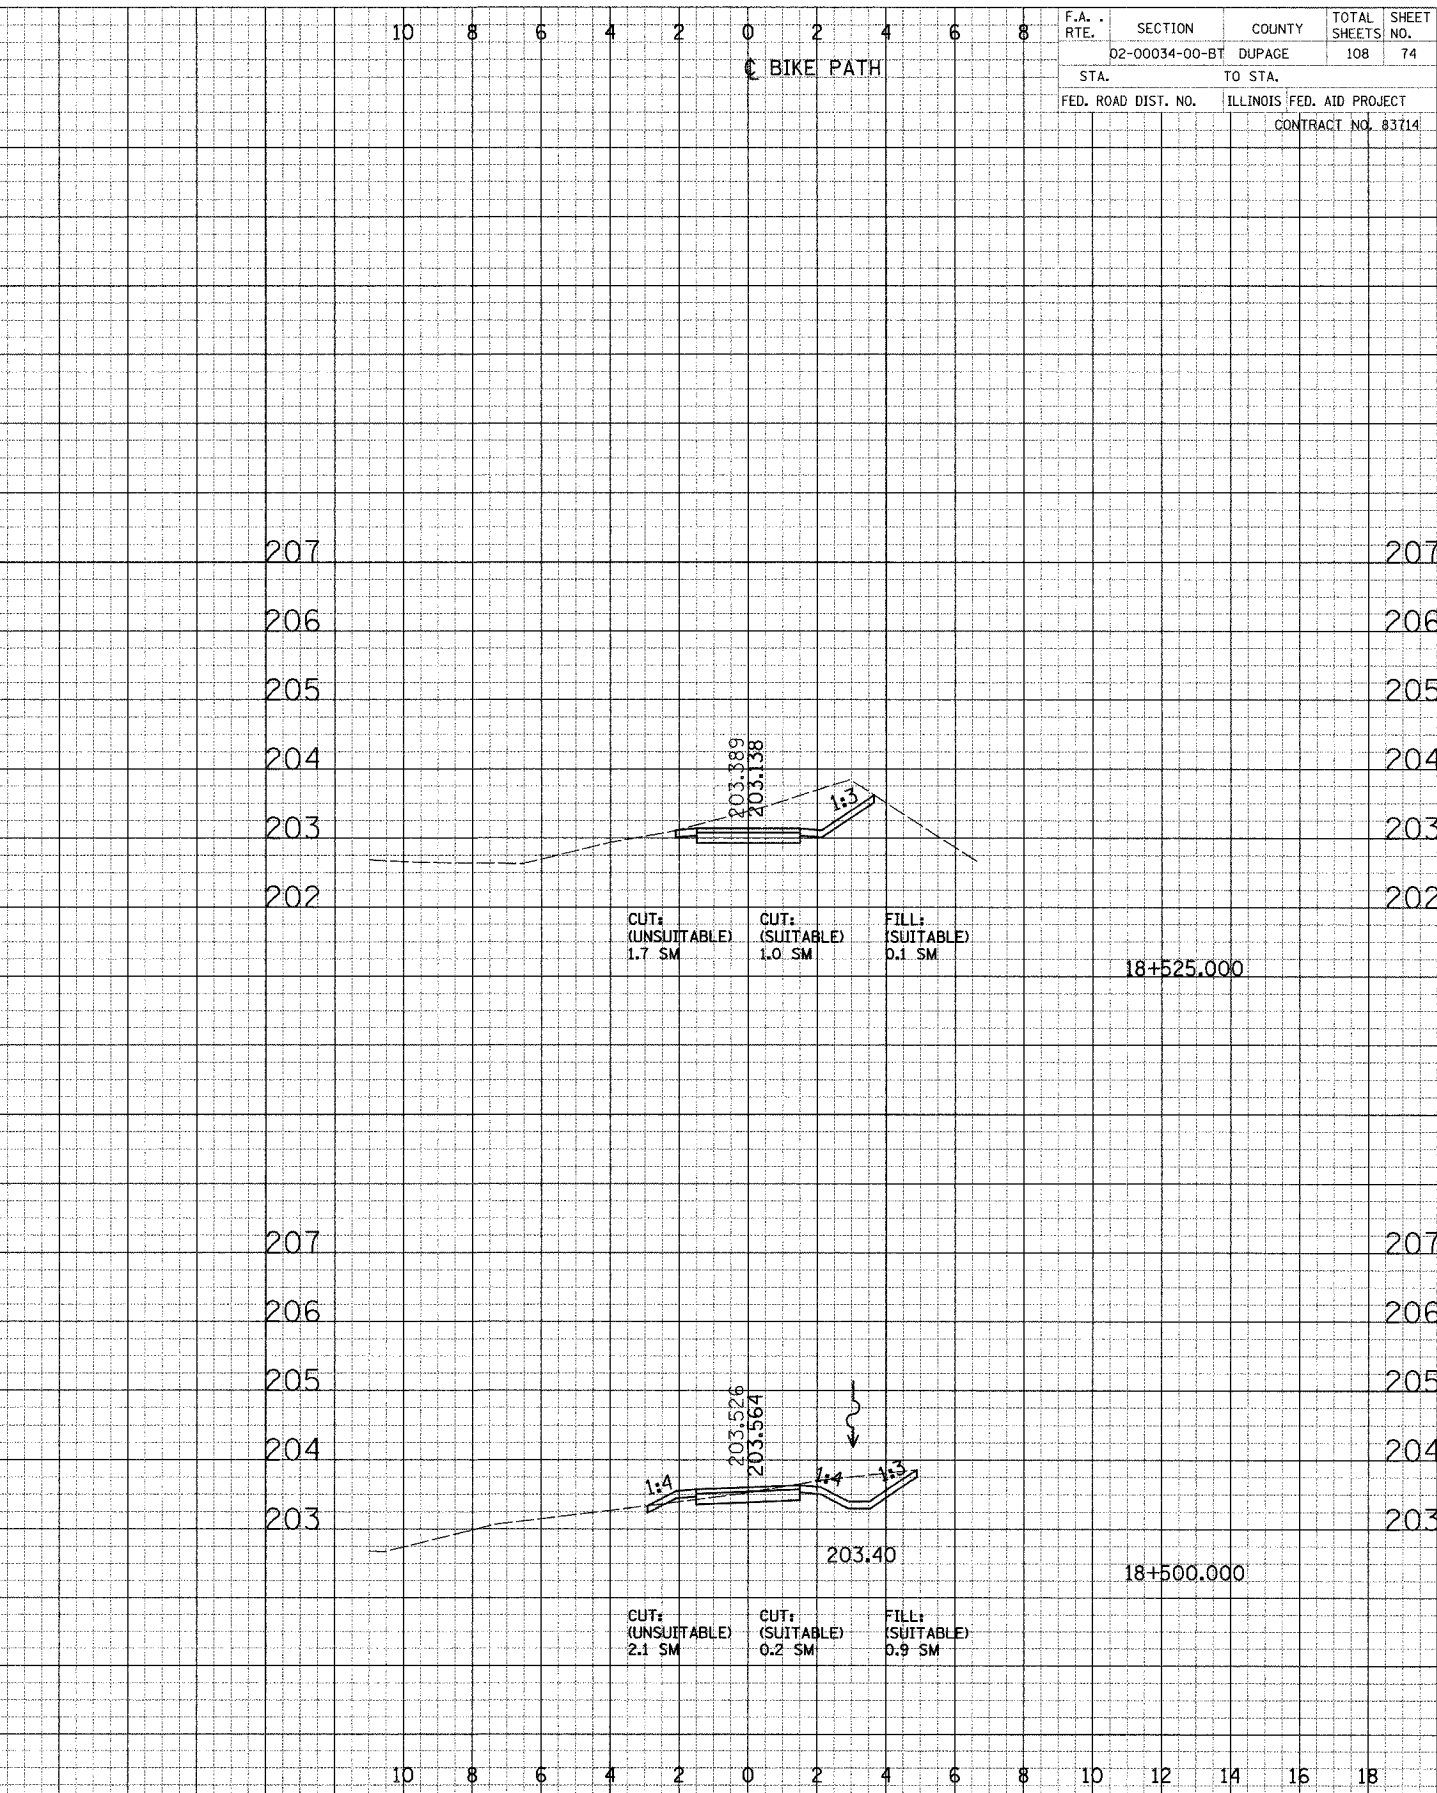 10 8 6 4 2 0 2 4 6 8
℄ BIKE PATH
F.A. . RTE. SECTION COUNTY TOTAL SHEETS SHEET NO.
02-00034-00-BT DUPAGE 108 74
STA. TO STA.
FED. ROAD DIST. NO. ILLINOIS FED. AID PROJECT
CONTRACT NO. 83714
207 207
206 206
205 205
204 203.389 203.138 204
203 1:3 203
202 202
CUT: (UNSUITABLE) 1.7 SM
CUT: (SUITABLE) 1.0 SM
FILL: (SUITABLE) 0.1 SM
18+525.000
207 207
206 206
205 205
204 203.526 203.564 204
1:4 1:4 1:3
203 203
203.40
18+500.000
CUT: (UNSUITABLE) 2.1 SM
CUT: (SUITABLE) 0.2 SM
FILL: (SUITABLE) 0.9 SM
10 8 6 4 2 0 2 4 6 8 10 12 14 16 18